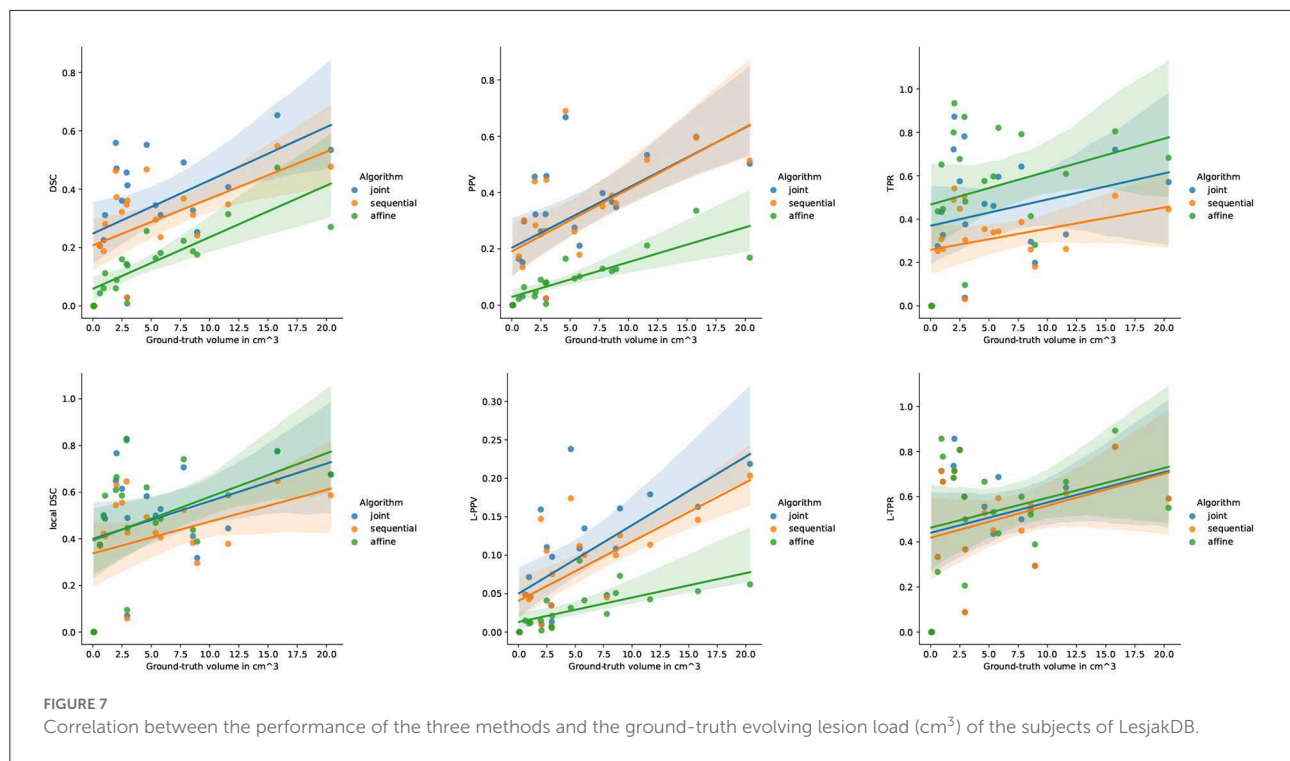 DSC
0.8
0.6
0.4
0.2
0.0
0.0 2.5 5.0 7.5 10.0 12.5 15.0 17.5 20.0
Ground-truth volume in cm^3
Algorithm
joint
sequential
affine
PPV
0.8
0.6
0.4
0.2
0.0
0.0 2.5 5.0 7.5 10.0 12.5 15.0 17.5 20.0
Ground-truth volume in cm^3
Algorithm
joint
sequential
affine
TPR
1.0
0.8
0.6
0.4
0.2
0.0
0.0 2.5 5.0 7.5 10.0 12.5 15.0 17.5 20.0
Ground-truth volume in cm^3
Algorithm
joint
sequential
affine
local DSC
1.0
0.8
0.6
0.4
0.2
0.0
0.0 2.5 5.0 7.5 10.0 12.5 15.0 17.5 20.0
Ground-truth volume in cm^3
Algorithm
joint
sequential
affine
L-PPV
0.30
0.25
0.20
0.15
0.10
0.05
0.00
0.0 2.5 5.0 7.5 10.0 12.5 15.0 17.5 20.0
Ground-truth volume in cm^3
Algorithm
joint
sequential
affine
L-TPR
1.0
0.8
0.6
0.4
0.2
0.0
0.0 2.5 5.0 7.5 10.0 12.5 15.0 17.5 20.0
Ground-truth volume in cm^3
Algorithm
joint
sequential
affine
FIGURE 7
Correlation between the performance of the three methods and the ground-truth evolving lesion load (cm³) of the subjects of LesjakDB.